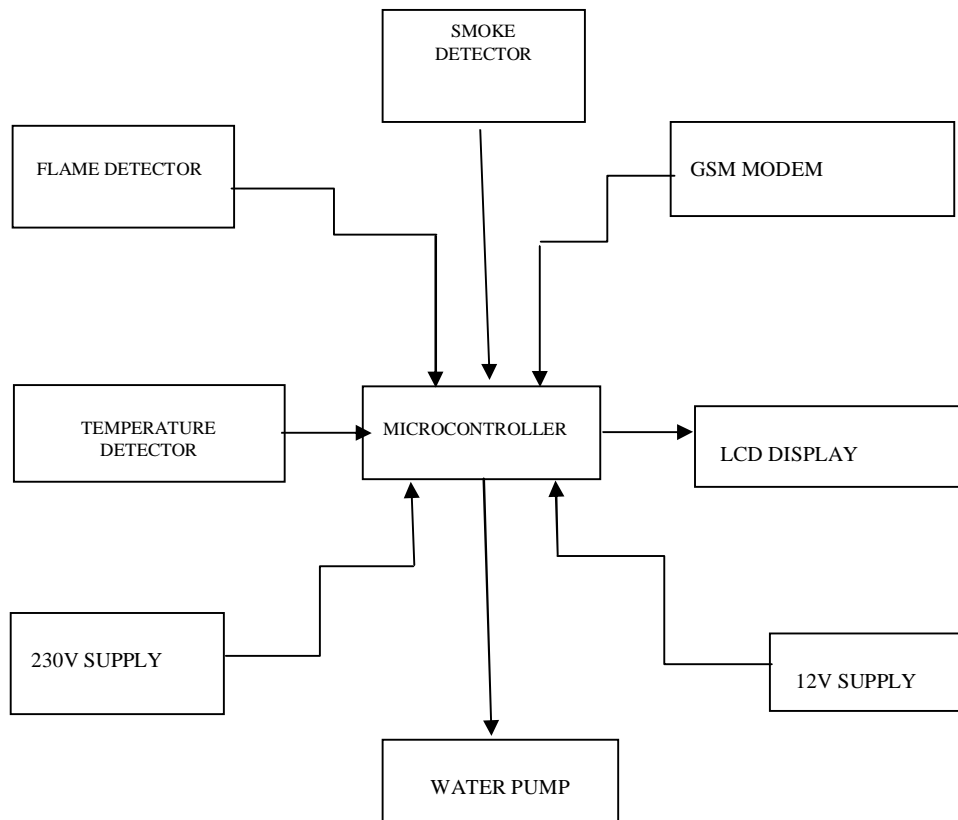 SMOKE
DETECTOR
FLAME DETECTOR
GSM MODEM
TEMPERATURE
DETECTOR
MICROCONTROLLER
LCD DISPLAY
230V SUPPLY
12V SUPPLY
WATER PUMP